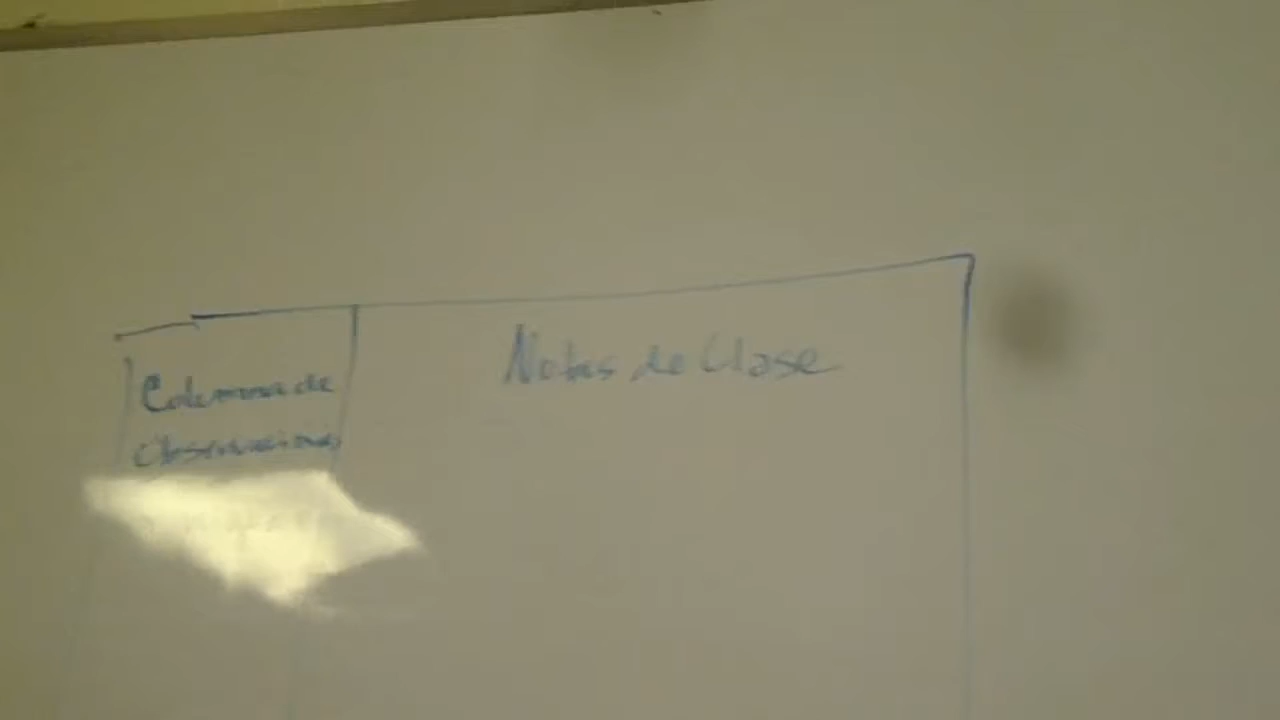 Columna de
Observaciones
Notas de Clase